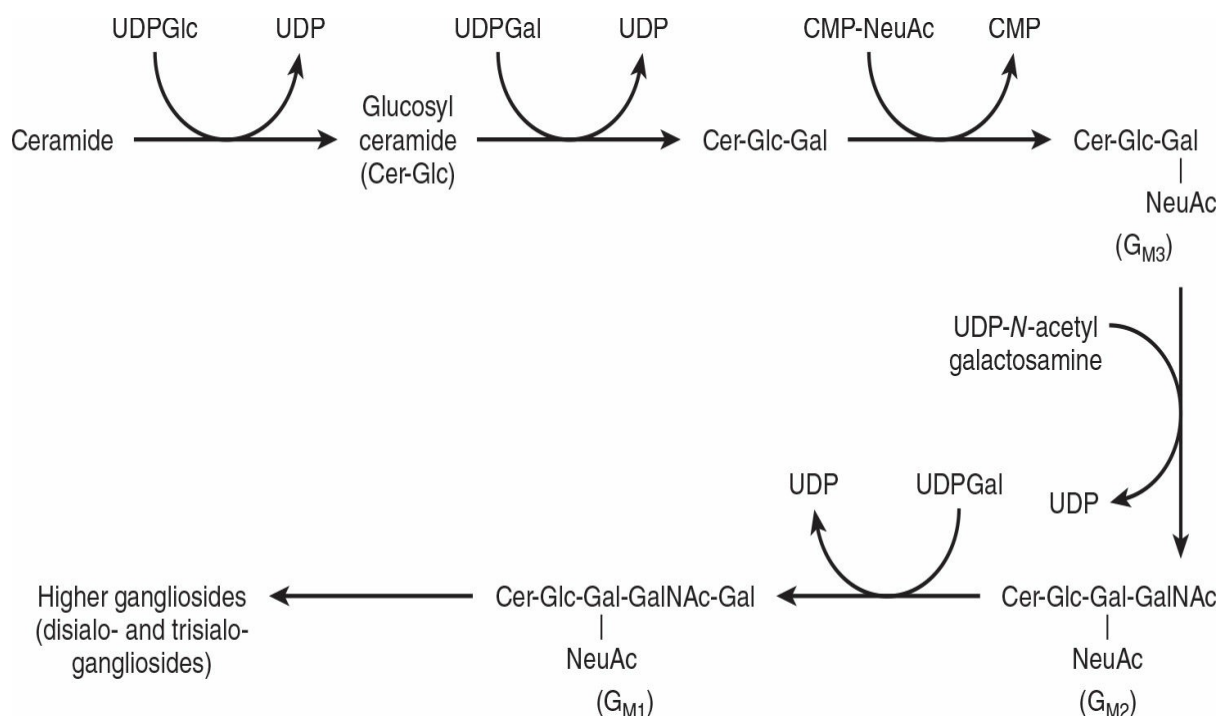 UDPGlc UDP UDPGal UDP CMP-NeuAc CMP
Ceramide
Glucosyl
ceramide
(Cer-Glc)
Cer-Glc-Gal
Cer-Glc-Gal
NeuAc
(GM3)
UDP-N-acetyl
galactosamine
UDP
UDP UDPGal
Cer-Glc-Gal-GalNAc
NeuAc
(GM2)
Cer-Glc-Gal-GalNAc-Gal
NeuAc
(GM1)
Higher gangliosides
(disialo- and trisialo-
gangliosides)